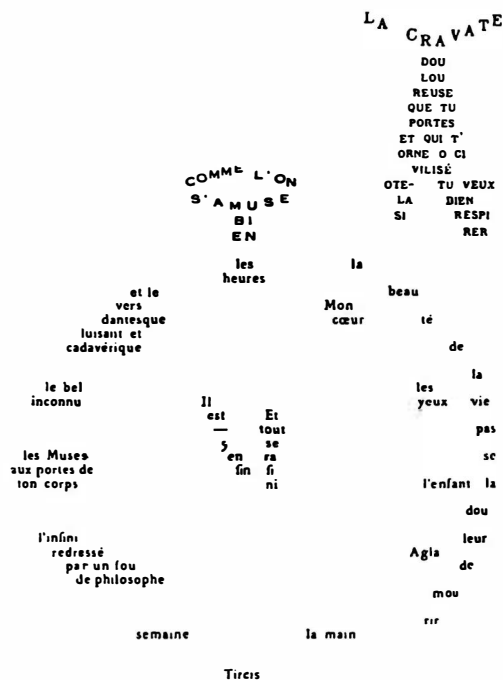 LA CRAVATE
DOU
LOU
REUSE
QUE TU
PORTES
ET QUI T'
ORNE O CI
VILISÉ
OTE- TU VEUX
LA BIEN
SI RESPI
RER
COMME L'ON
S'AMUSE
BI
EN
les
heures
la
beau
té
de
la
vie
pas
se
la
dou
leur
de
mou
rir
et le
vers
dantesque
luisant et
cadavérique
Mon
cœur
le bel
inconnu
Il
est
—
5
en
fin
Et
tout
se
ra
fi
ni
les
yeux
les Muses
aux portes de
ton corps
l'enfant
l'infini
redressé
par un fou
de philosophe
Agla
semaine
la main
Tircis